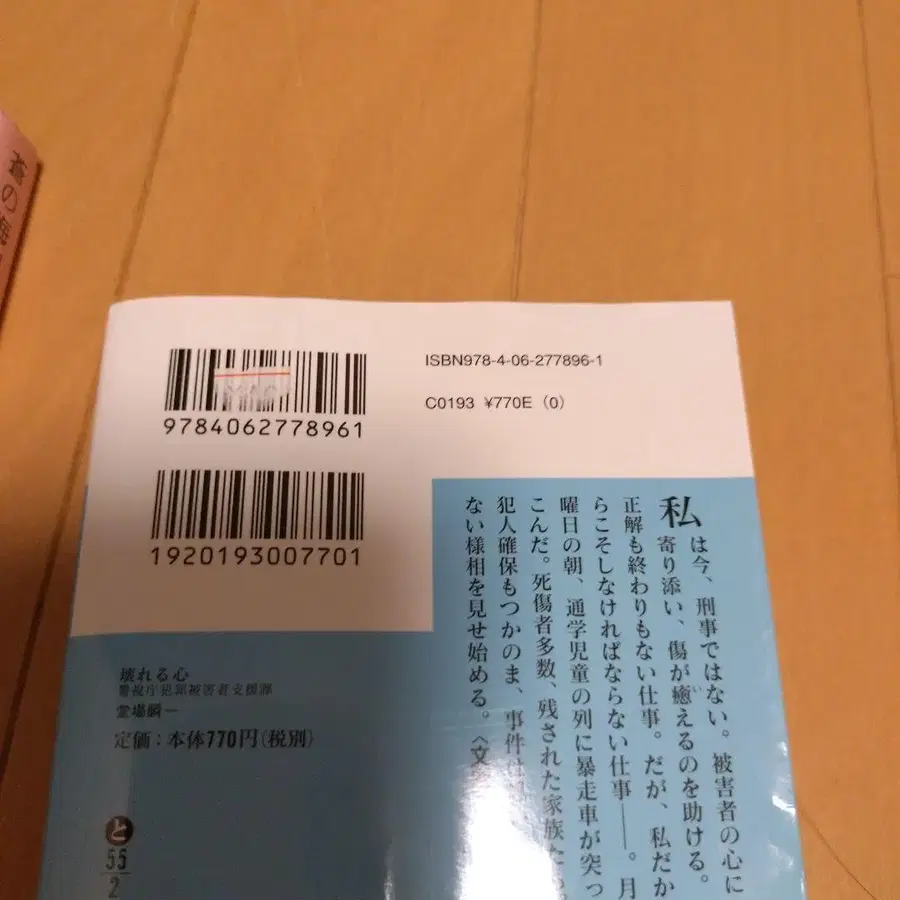 蒼の海
ISBN978-4-06-277896-1
C0193 ¥770E (0)
9784062778961
1920193007701
私は今、刑事ではない。被害者の心に
寄り添い、傷が癒えるのを助ける。
正解も終わりもない仕事。だが、私だか
らこそしなければならない仕事――。月
曜日の朝、通学児童の列に暴走車が突っ
こんだ。死傷者多数、残された家族
犯人確保もつかのま、事件は
ない様相を見せ始める。〈文
壊れる心
警視庁犯罪被害者支援課
堂場瞬一
定価:本体770円(税別)
と
55
2